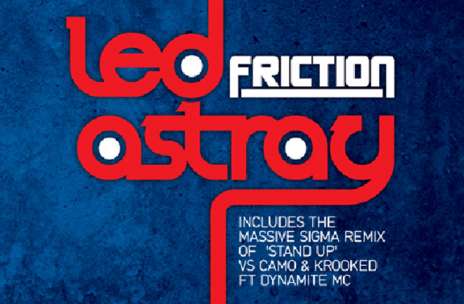 Led
FRICTION
astray
INCLUDES THE
MASSIVE SIGMA REMIX
OF 'STAND UP'
VS CAMO & KROOKED
FT DYNAMITE MC